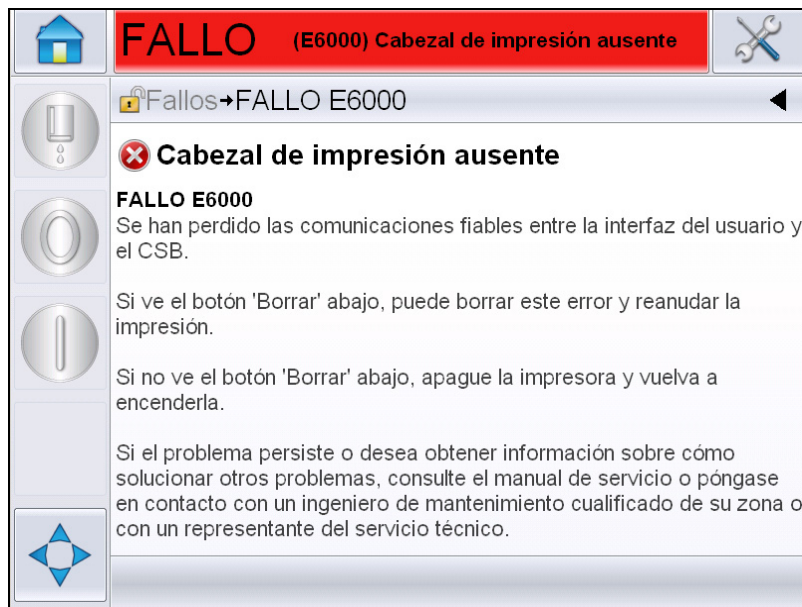 FALLO (E6000) Cabezal de impresión ausente
Fallos→FALLO E6000
Cabezal de impresión ausente
FALLO E6000
Se han perdido las comunicaciones fiables entre la interfaz del usuario y
el CSB.
Si ve el botón 'Borrar' abajo, puede borrar este error y reanudar la
impresión.
Si no ve el botón 'Borrar' abajo, apague la impresora y vuelva a
encenderla.
Si el problema persiste o desea obtener información sobre cómo
solucionar otros problemas, consulte el manual de servicio o póngase
en contacto con un ingeniero de mantenimiento cualificado de su zona o
con un representante del servicio técnico.